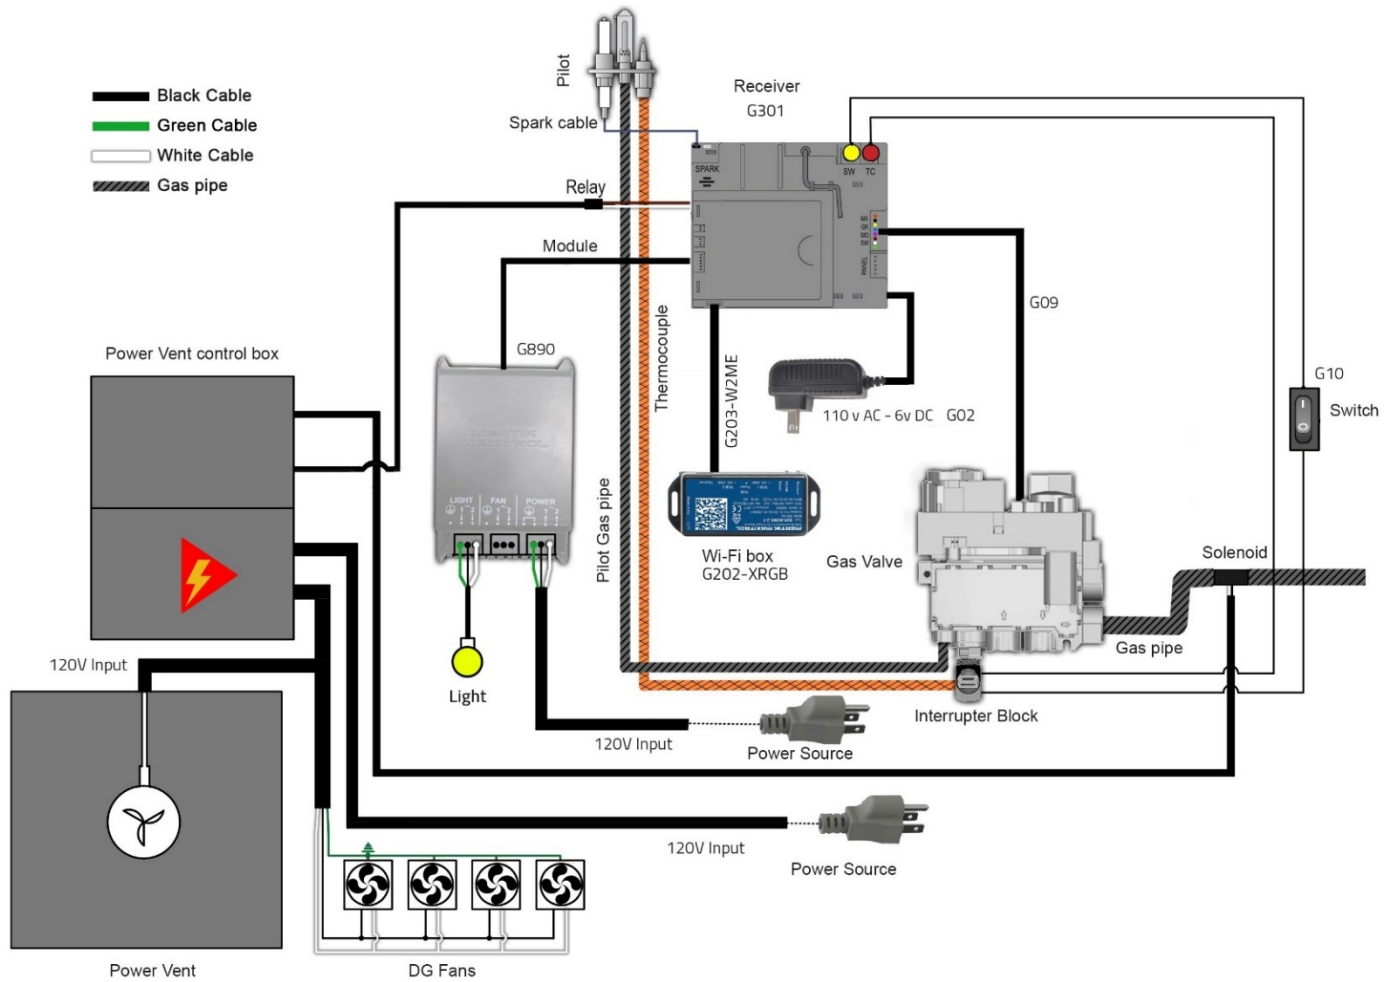 Black Cable
Green Cable
White Cable
Gas pipe
Pilot
Spark cable
Receiver
G301
SPARK
SW
TC
Relay
Module
PANEL
G09
G890
Thermocouple
G203-W2ME
110 v AC - 6v DC G02
G10
Switch
Power Vent control box
LIGHT
FAN
POWER
Pilot Gas pipe
Wi-Fi box
G202-XRGB
Gas Valve
Solenoid
Gas pipe
120V Input
Light
Interrupter Block
120V Input
Power Source
120V Input
Power Source
Power Vent
DG Fans